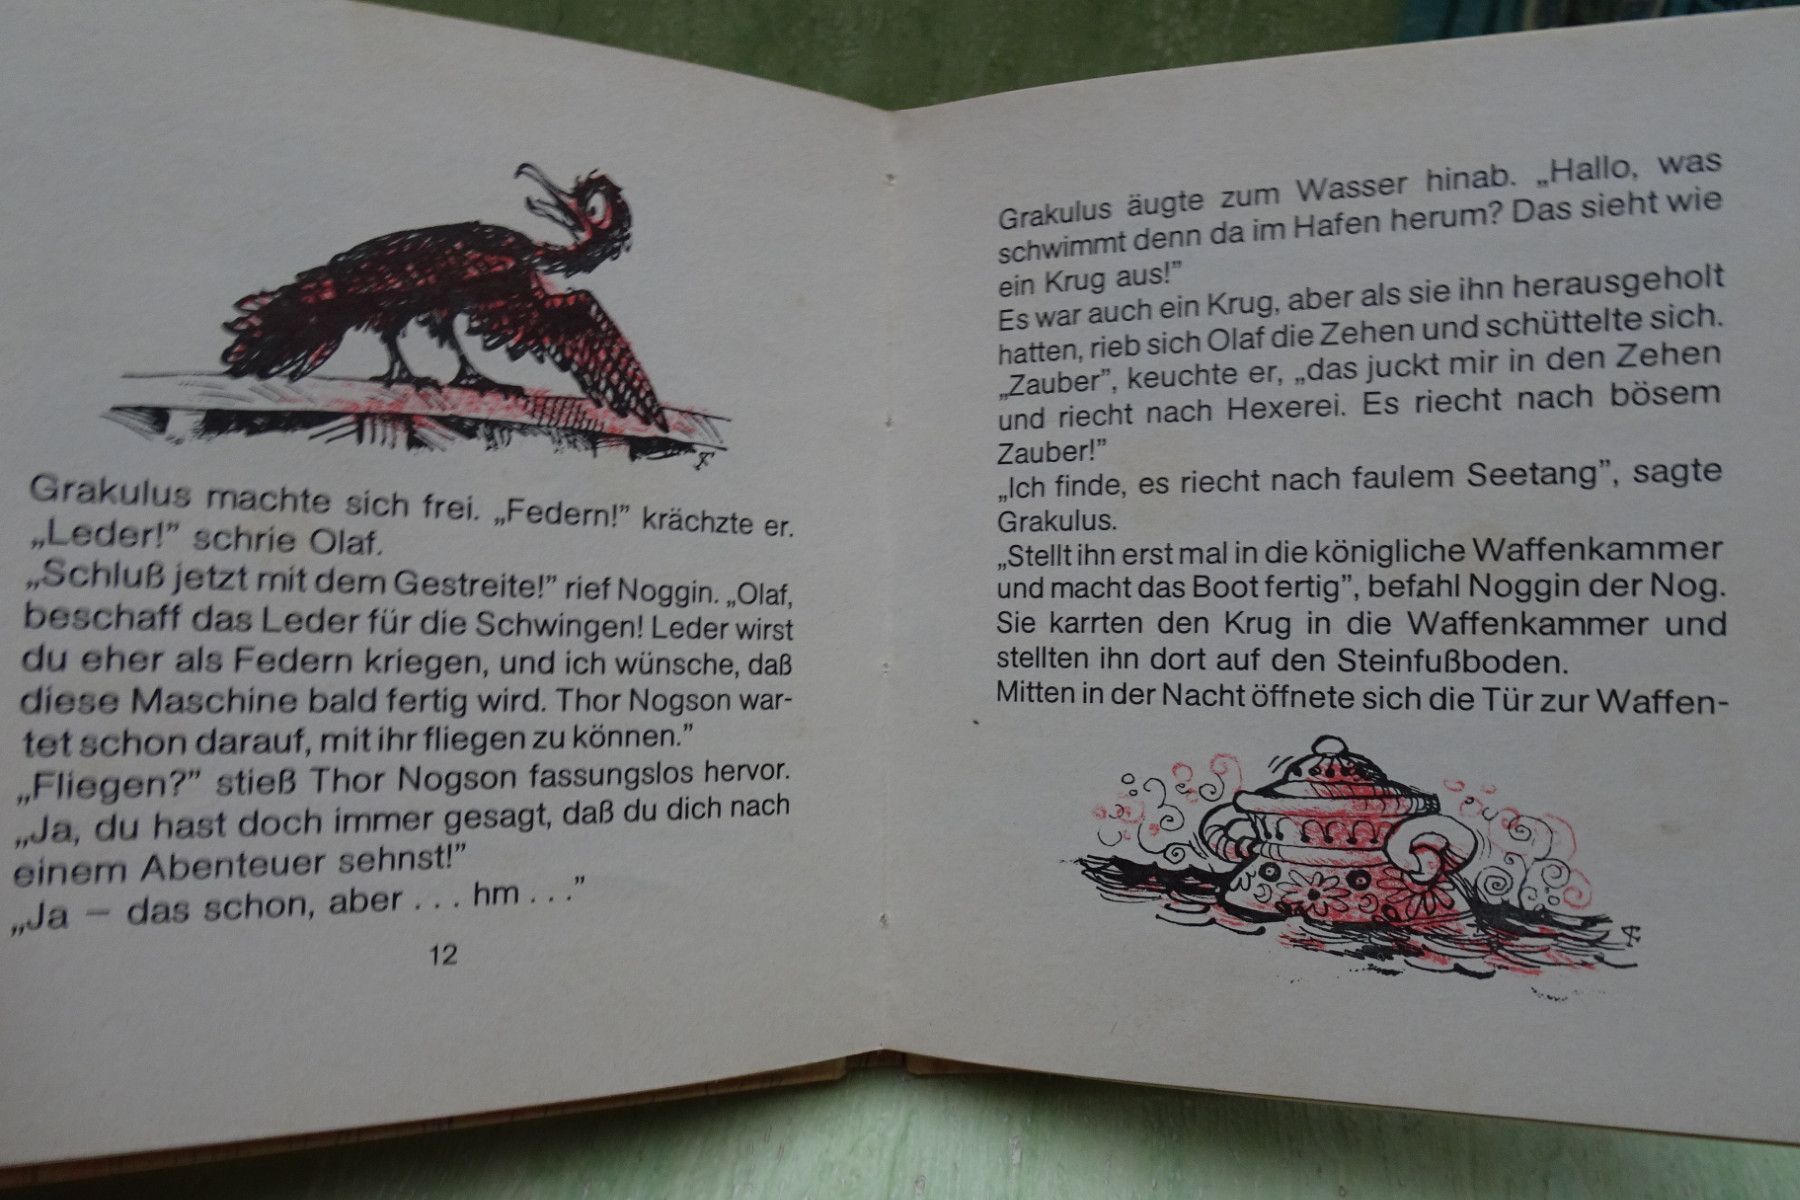 Grakulus machte sich frei. „Federn!” krächzte er.
„Leder!” schrie Olaf.
„Schluß jetzt mit dem Gestreite!” rief Noggin. „Olaf,
beschaff das Leder für die Schwingen! Leder wirst
du eher als Federn kriegen, und ich wünsche, daß
diese Maschine bald fertig wird. Thor Nogson war-
tet schon darauf, mit ihr fliegen zu können.”
„Fliegen?” stieß Thor Nogson fassungslos hervor.
„Ja, du hast doch immer gesagt, daß du dich nach
einem Abenteuer sehnst!”
„Ja – das schon, aber . . . hm . . .”
12
Grakulus äugte zum Wasser hinab. „Hallo, was
schwimmt denn da im Hafen herum? Das sieht wie
ein Krug aus!”
Es war auch ein Krug, aber als sie ihn herausgeholt
hatten, rieb sich Olaf die Zehen und schüttelte sich.
„Zauber”, keuchte er, „das juckt mir in den Zehen
und riecht nach Hexerei. Es riecht nach bösem
Zauber!”
„Ich finde, es riecht nach faulem Seetang”, sagte
Grakulus.
„Stellt ihn erst mal in die königliche Waffenkammer
und macht das Boot fertig”, befahl Noggin der Nog.
Sie karrten den Krug in die Waffenkammer und
stellten ihn dort auf den Steinfußboden.
Mitten in der Nacht öffnete sich die Tür zur Waffen-